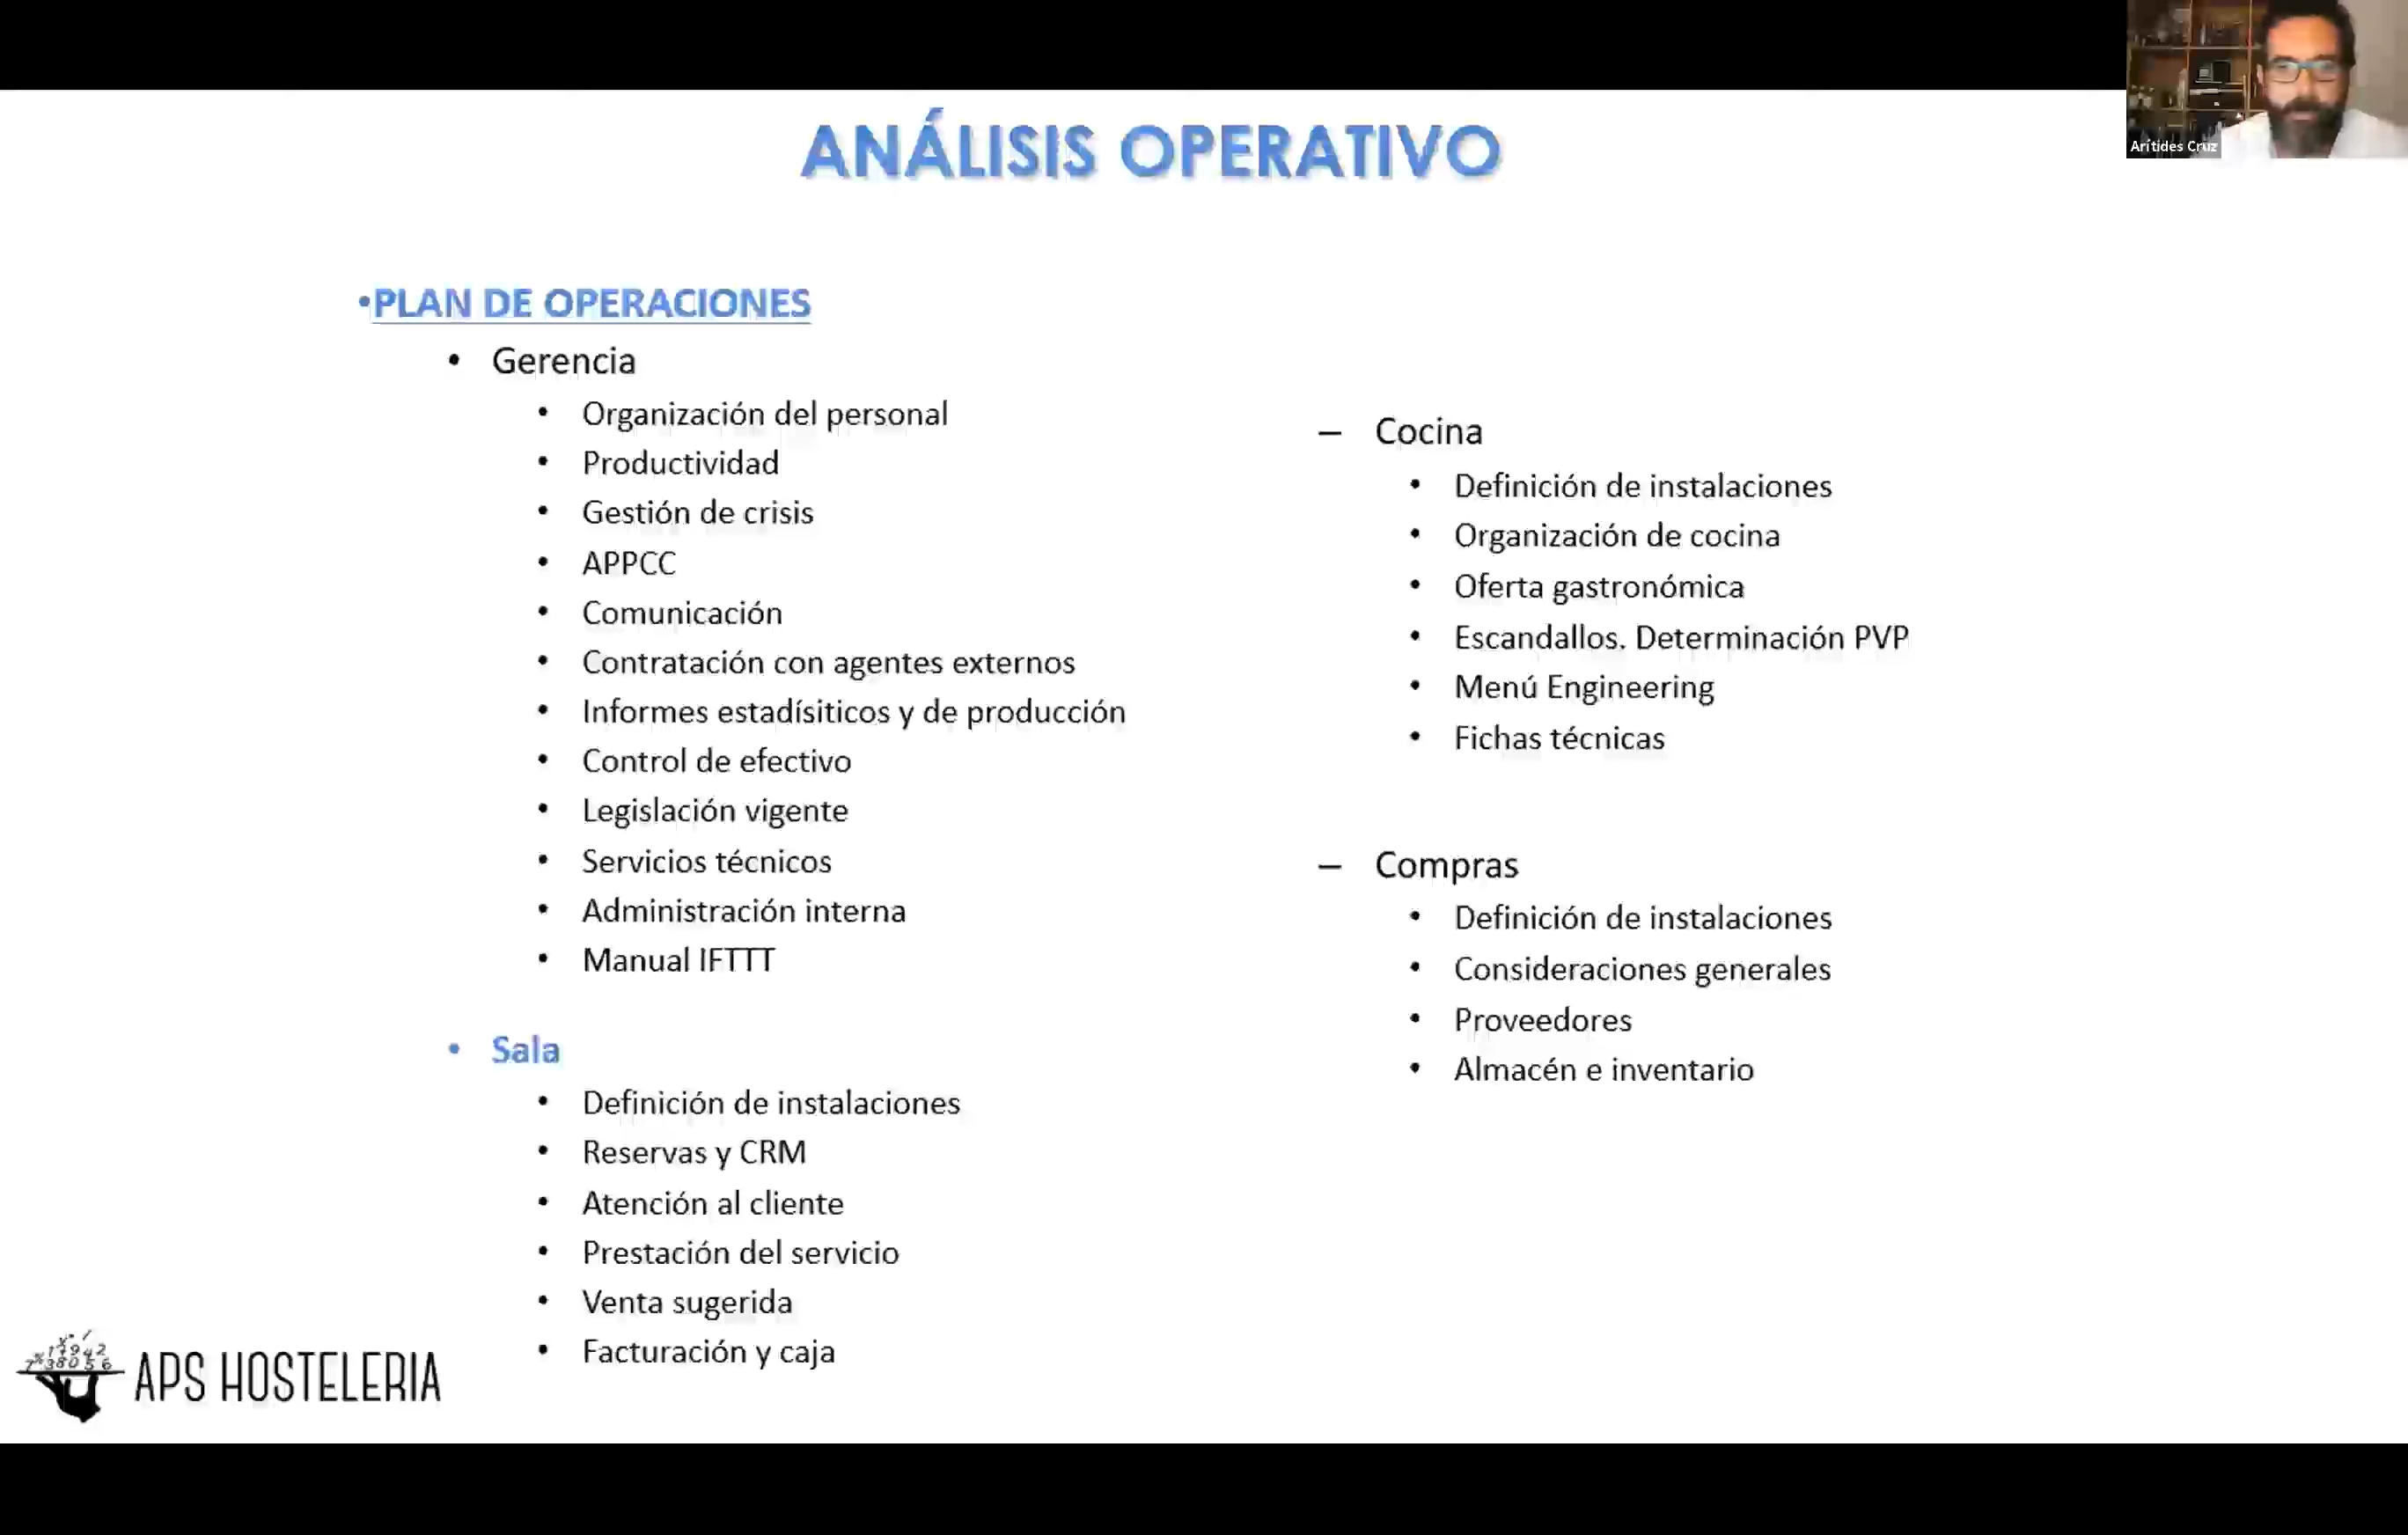 ANÁLISIS OPERATIVO
Arítides Cruz
•PLAN DE OPERACIONES
• Gerencia
• Organización del personal
• Productividad
• Gestión de crisis
• APPCC
• Comunicación
• Contratación con agentes externos
• Informes estadísiticos y de producción
• Control de efectivo
• Legislación vigente
• Servicios técnicos
• Administración interna
• Manual IFTTT
• Sala
• Definición de instalaciones
• Reservas y CRM
• Atención al cliente
• Prestación del servicio
• Venta sugerida
• Facturación y caja
– Cocina
• Definición de instalaciones
• Organización de cocina
• Oferta gastronómica
• Escandallos. Determinación PVP
• Menú Engineering
• Fichas técnicas
– Compras
• Definición de instalaciones
• Consideraciones generales
• Proveedores
• Almacén e inventario
APS HOSTELERIA